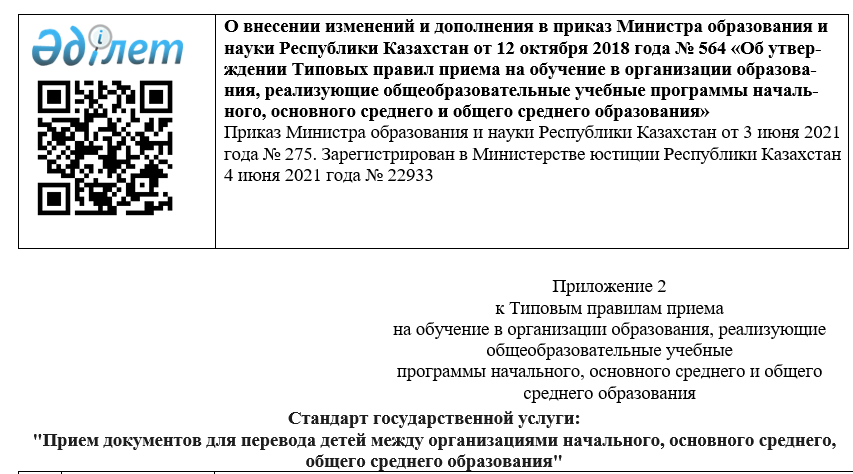 әділет
О внесении изменений и дополнения в приказ Министра образования и
науки Республики Казахстан от 12 октября 2018 года № 564 «Об утвер-
ждении Типовых правил приема на обучение в организации образова-
ния, реализующие общеобразовательные учебные программы началь-
ного, основного среднего и общего среднего образования»
Приказ Министра образования и науки Республики Казахстан от 3 июня 2021
года № 275. Зарегистрирован в Министерстве юстиции Республики Казахстан
4 июня 2021 года № 22933
Приложение 2
к Типовым правилам приема
на обучение в организации образования, реализующие
общеобразовательные учебные
программы начального, основного среднего и общего
среднего образования
Стандарт государственной услуги:
"Прием документов для перевода детей между организациями начального, основного среднего,
общего среднего образования"